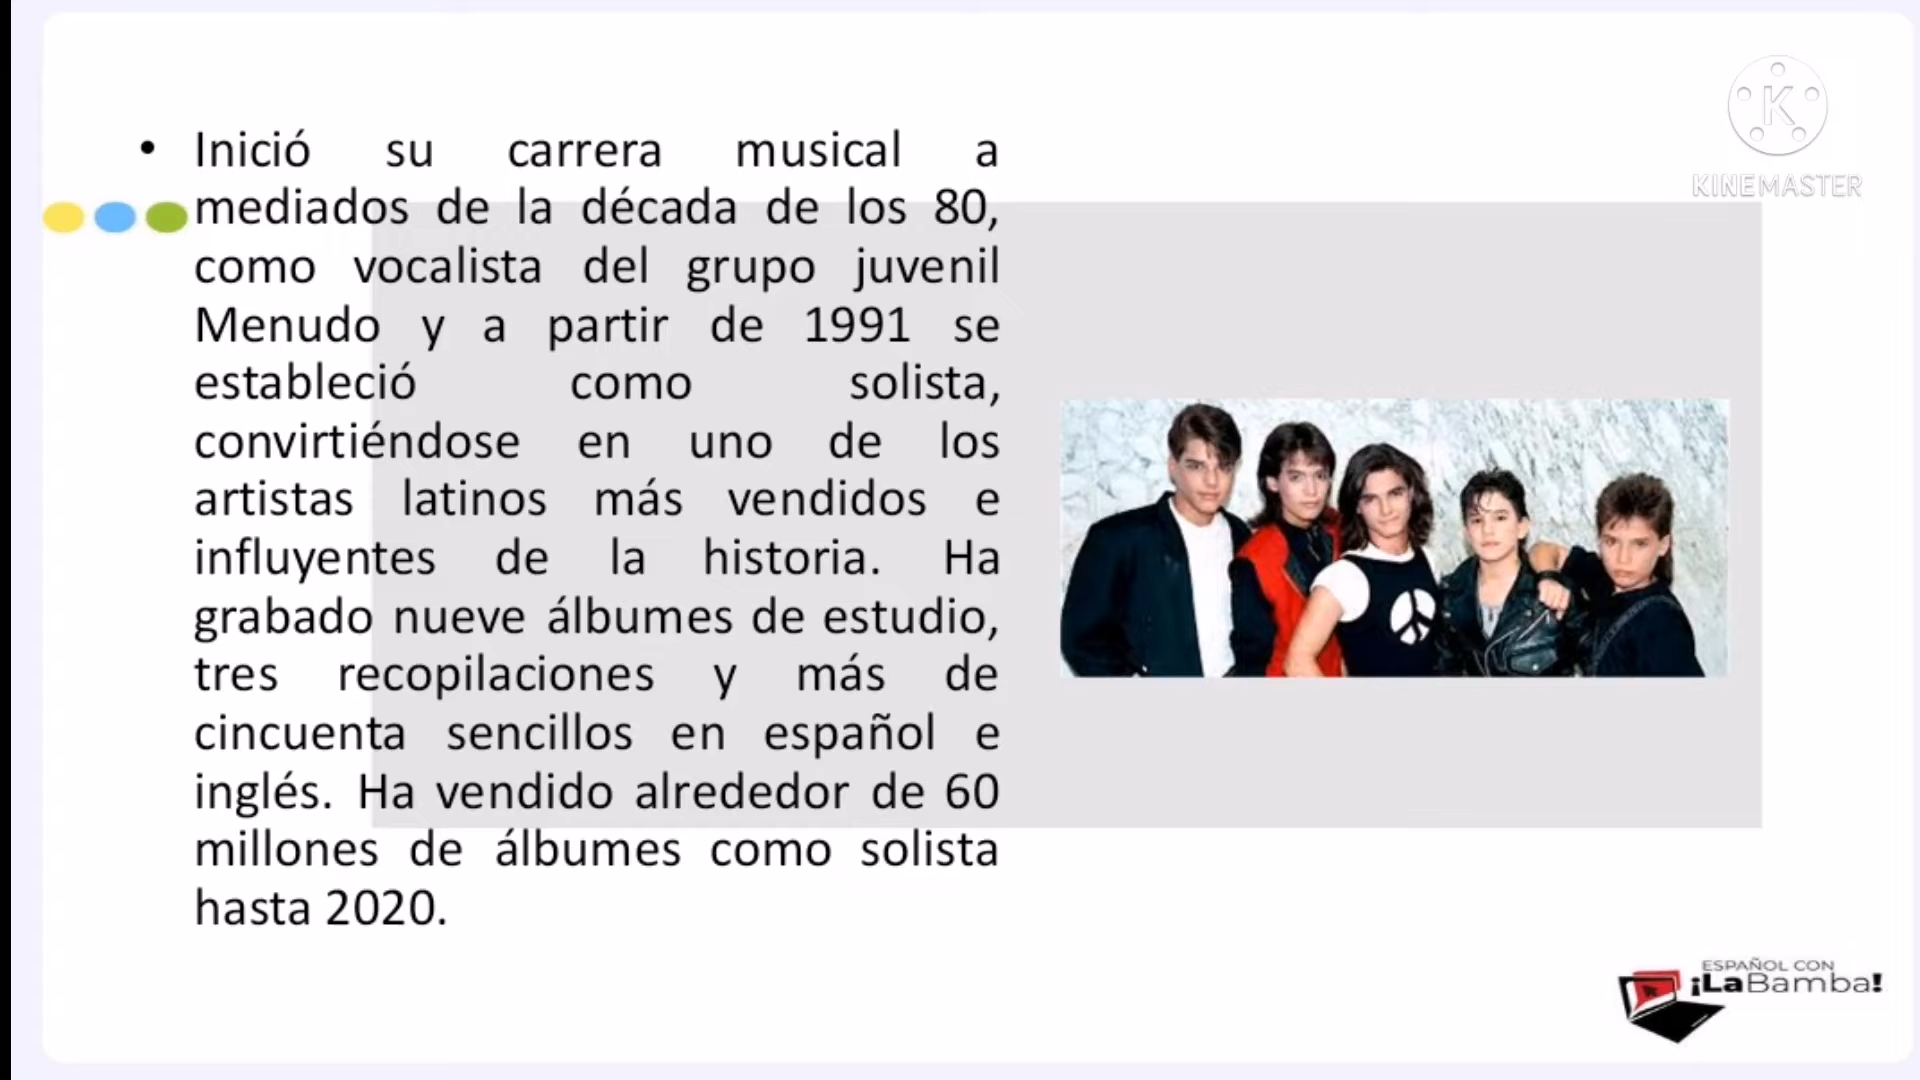 • Inició su carrera musical a
mediados de la década de los 80,
como vocalista del grupo juvenil
Menudo y a partir de 1991 se
estableció como solista,
convirtiéndose en uno de los
artistas latinos más vendidos e
influyentes de la historia. Ha
grabado nueve álbumes de estudio,
tres recopilaciones y más de
cincuenta sencillos en español e
inglés. Ha vendido alrededor de 60
millones de álbumes como solista
hasta 2020.
K
KINEMASTER
ESPAÑOL CON
¡LaBamba!